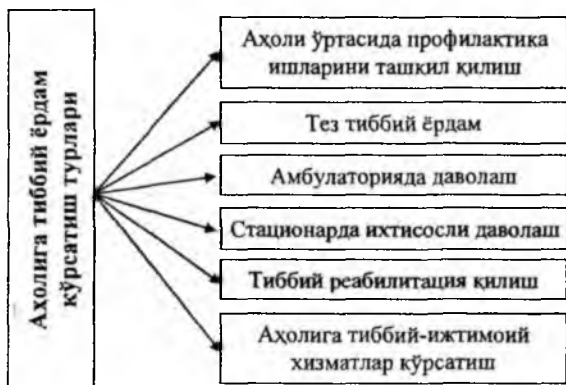 Аҳолига тиббий ёрдам
кўрсатиш турлари
Аҳоли ўртасида профилактика
ишларини ташкил қилиш
Тез тиббий ёрдам
Амбулаторияда даволаш
Стационарда ихтисосли даволаш
Тиббий реабилитация қилиш
Аҳолига тиббий-ижтимоий
хизматлар кўрсатиш